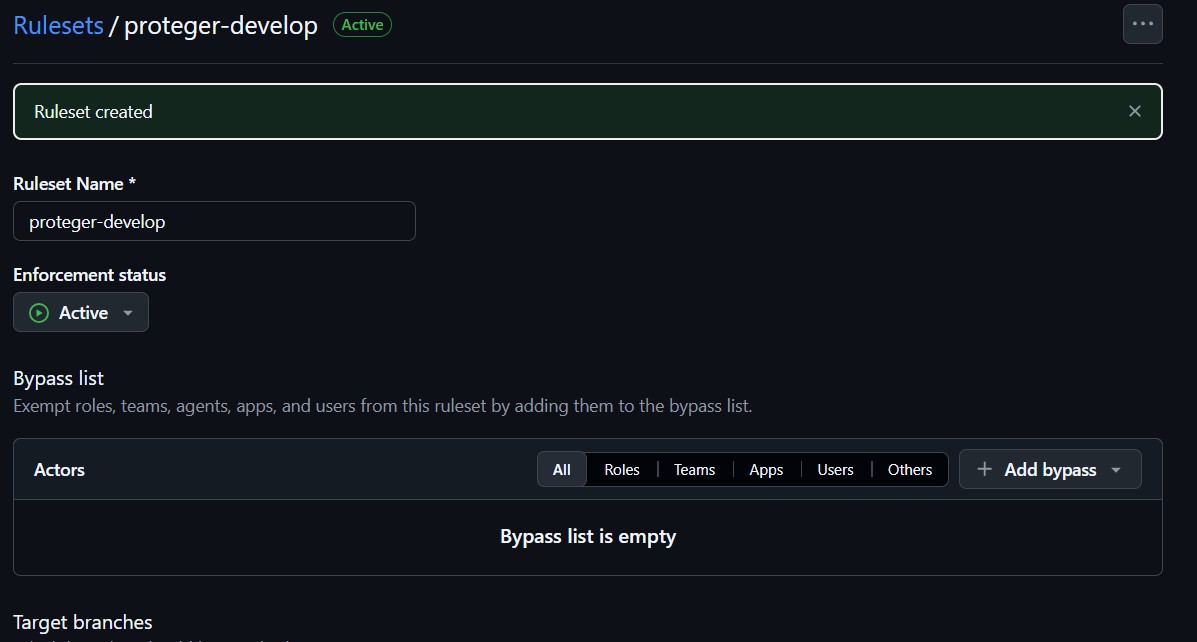 Rulesets / proteger-develop Active
Ruleset created
Ruleset Name *
proteger-develop
Enforcement status
Active
Bypass list
Exempt roles, teams, agents, apps, and users from this ruleset by adding them to the bypass list.
Actors All Roles Teams Apps Users Others Add bypass
Bypass list is empty
Target branches